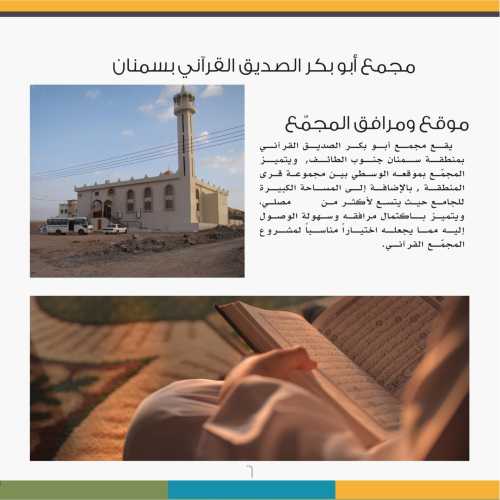 مجمع أبو بكر الصديق القرآني بسمنان
موقع ومرافق المجمّع
يقع مجمع أبو بكر الصديق القرآني
بمنطقة سمنان جنوب الطائف, ويتميز
المجمّع بموقعه الوسطي بين مجموعة قرى
المنطقة , بالإضافة إلى المساحة الكبيرة
للجامع حيث يتسع لأكثر من مصلي,
ويتميز باكتمال مرافقه وسهولة الوصول
إليه مما يجعله اختياراً مناسباً لمشروع
المجمّع القرآني.
٦